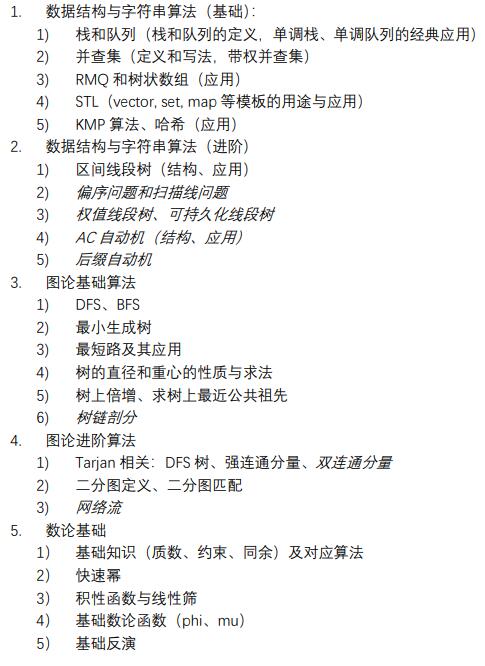 1. 数据结构与字符串算法（基础）:
1) 栈和队列（栈和队列的定义，单调栈、单调队列的经典应用）
2) 并查集（定义和写法，带权并查集）
3) RMQ 和树状数组（应用）
4) STL（vector, set, map 等模板的用途与应用）
5) KMP 算法、哈希（应用）
2. 数据结构与字符串算法（进阶）
1) 区间线段树（结构、应用）
2) 偏序问题和扫描线问题
3) 权值线段树、可持久化线段树
4) AC 自动机（结构、应用）
5) 后缀自动机
3. 图论基础算法
1) DFS、BFS
2) 最小生成树
3) 最短路及其应用
4) 树的直径和重心的性质与求法
5) 树上倍增、求树上最近公共祖先
6) 树链剖分
4. 图论进阶算法
1) Tarjan 相关：DFS 树、强连通分量、双连通分量
2) 二分图定义、二分图匹配
3) 网络流
5. 数论基础
1） 基础知识（质数、约束、同余）及对应算法
2） 快速幂
3） 积性函数与线性筛
4） 基础数论函数（phi、mu）
5） 基础反演